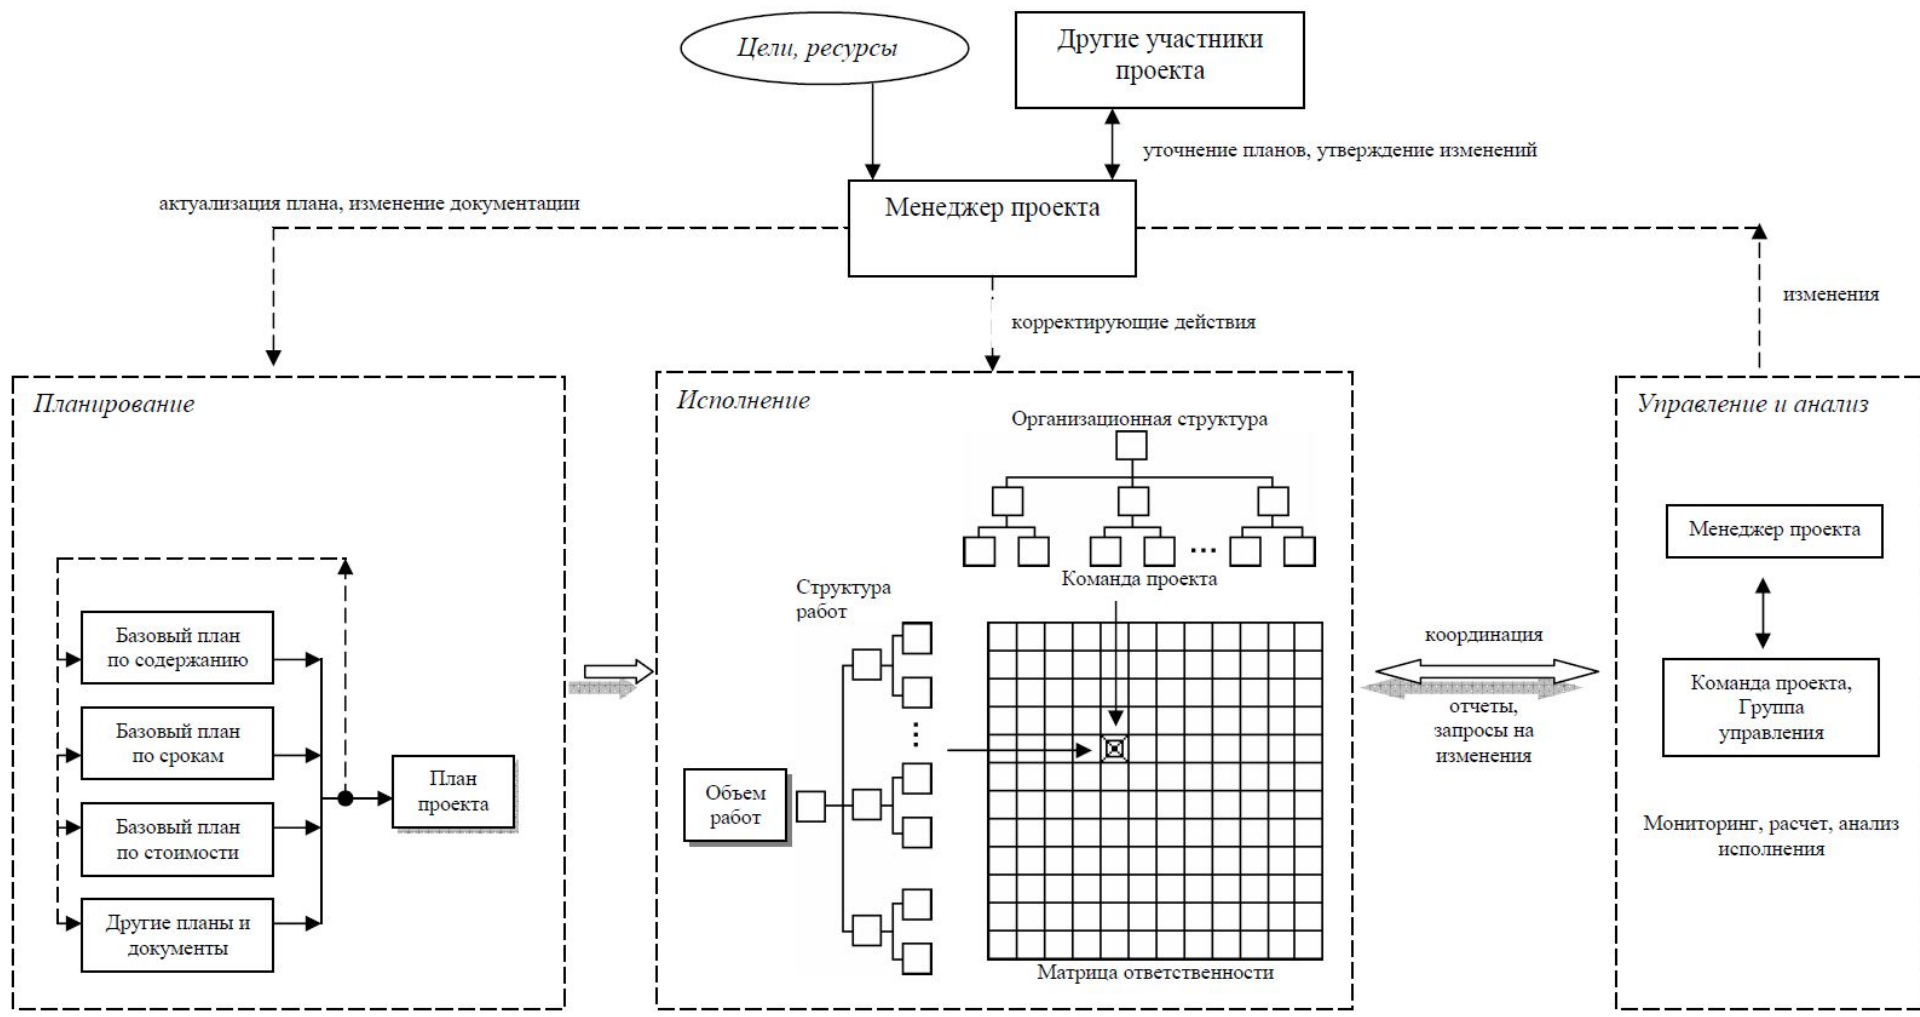 Цели, ресурсы
Другие участники
проекта
уточнение планов, утверждение изменений
Менеджер проекта
актуализация плана, изменение документации
изменения
корректирующие действия
Планирование
Базовый план
по содержанию
Базовый план
по срокам
Базовый план
по стоимости
Другие планы и
документы
План
проекта
Исполнение
Организационная структура
Команда проекта
Структура
работ
Объем
работ
Матрица ответственности
координация
отчеты,
запросы на
изменения
Управление и анализ
Менеджер проекта
Команда проекта,
Группа
управления
Мониторинг, расчет, анализ
исполнения